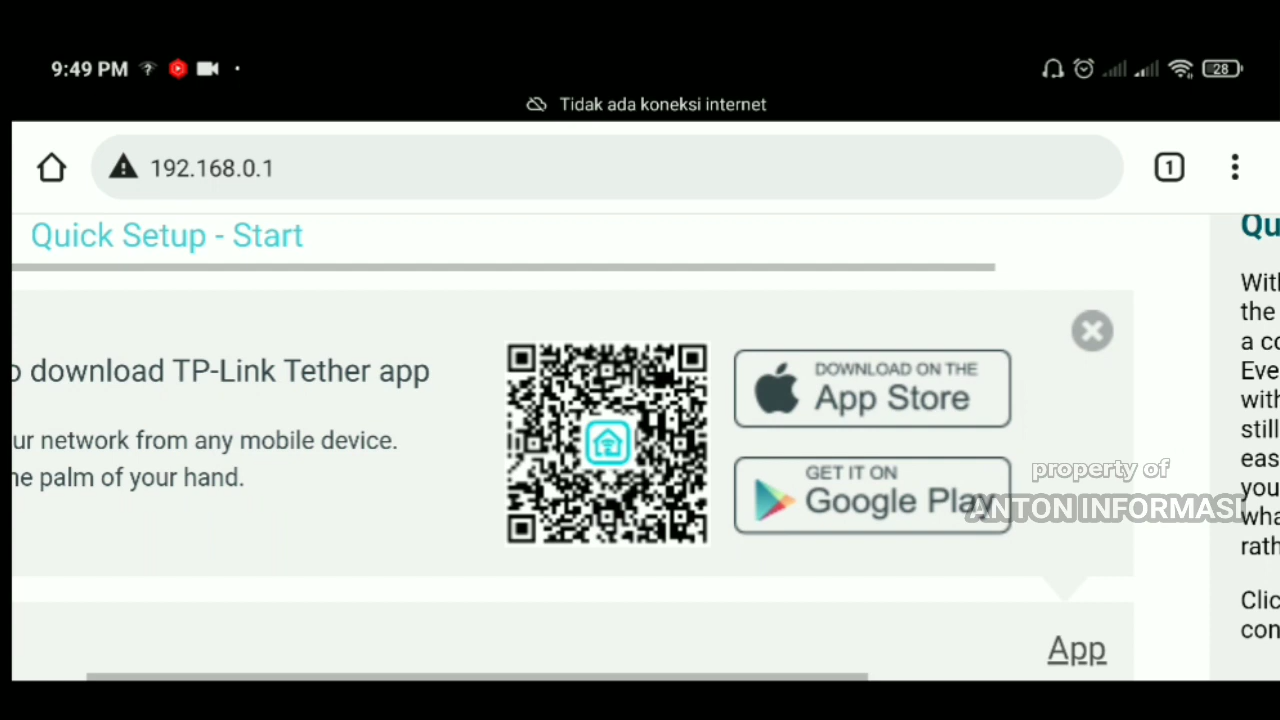 9:49 PM
28
Tidak ada koneksi internet
192.168.0.1
1
Quick Setup - Start
download TP-Link Tether app
ur network from any mobile device.
palm of your hand.
DOWNLOAD ON THE
App Store
GET IT ON
Google Play
property of
ANTON INFORMASI
App
Qu
With
the
a co
Eve
with
still
eas
you
wha
rath
Clic
con